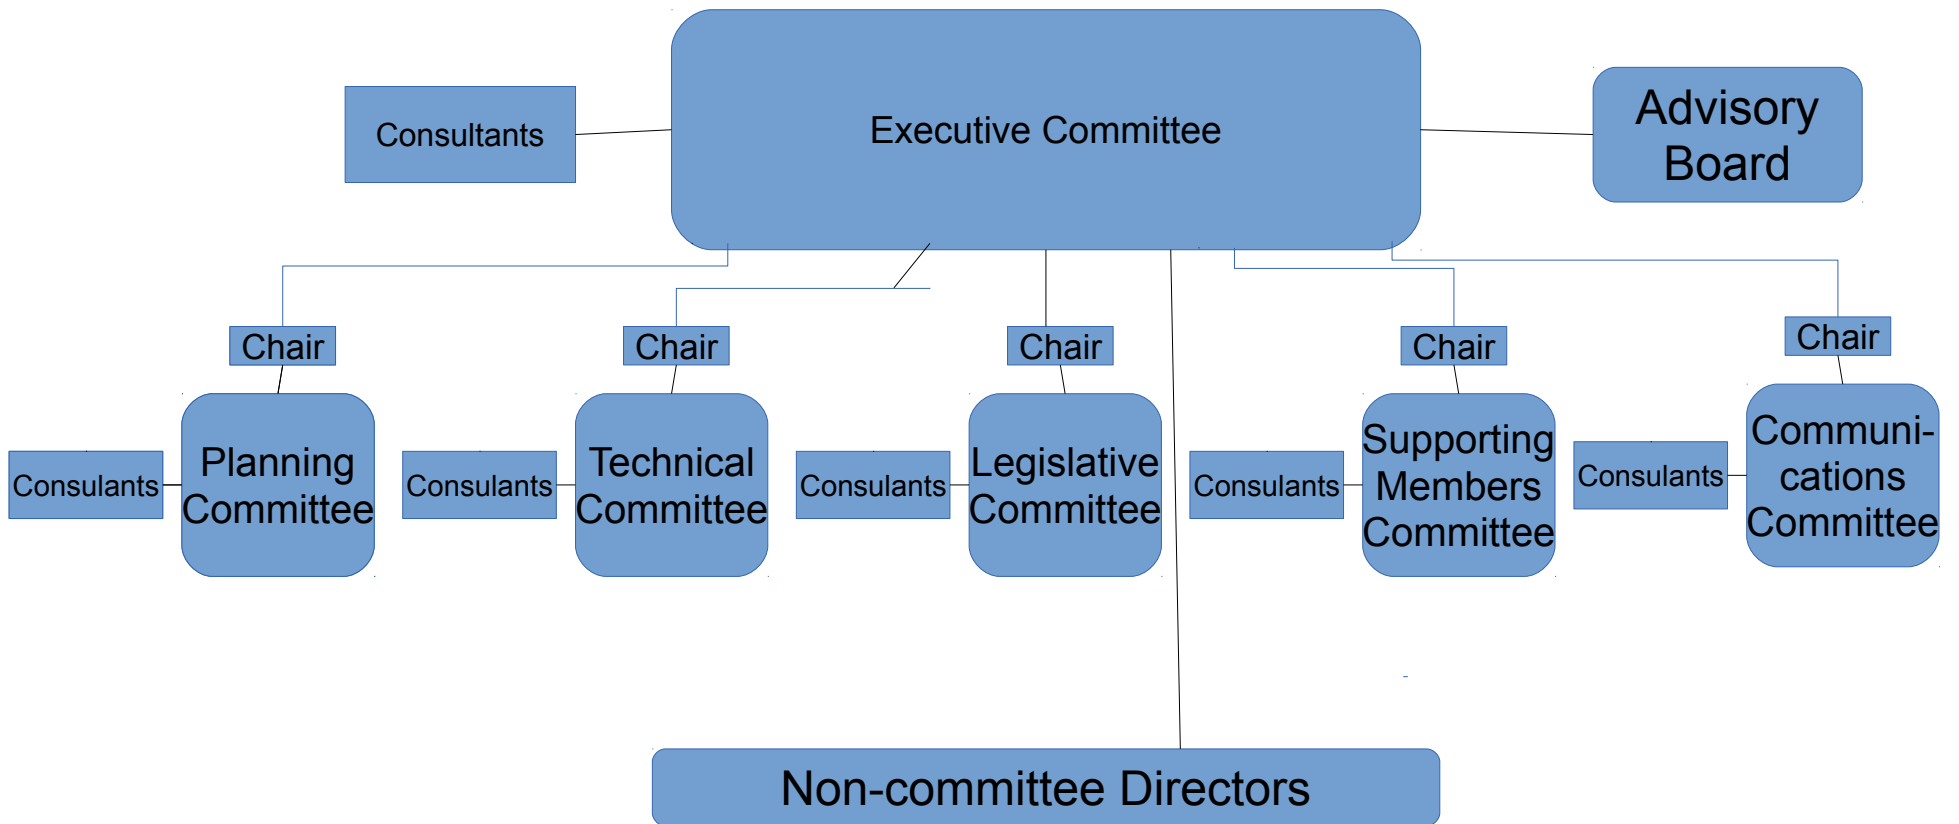 Executive Committee
Consultants
Advisory
Board
Chair
Chair
Chair
Chair
Chair
Consulants
Planning
Committee
Consulants
Technical
Committee
Consulants
Legislative
Committee
Consulants
Supporting
Members
Committee
Consulants
Communi-
cations
Committee
Non-committee Directors